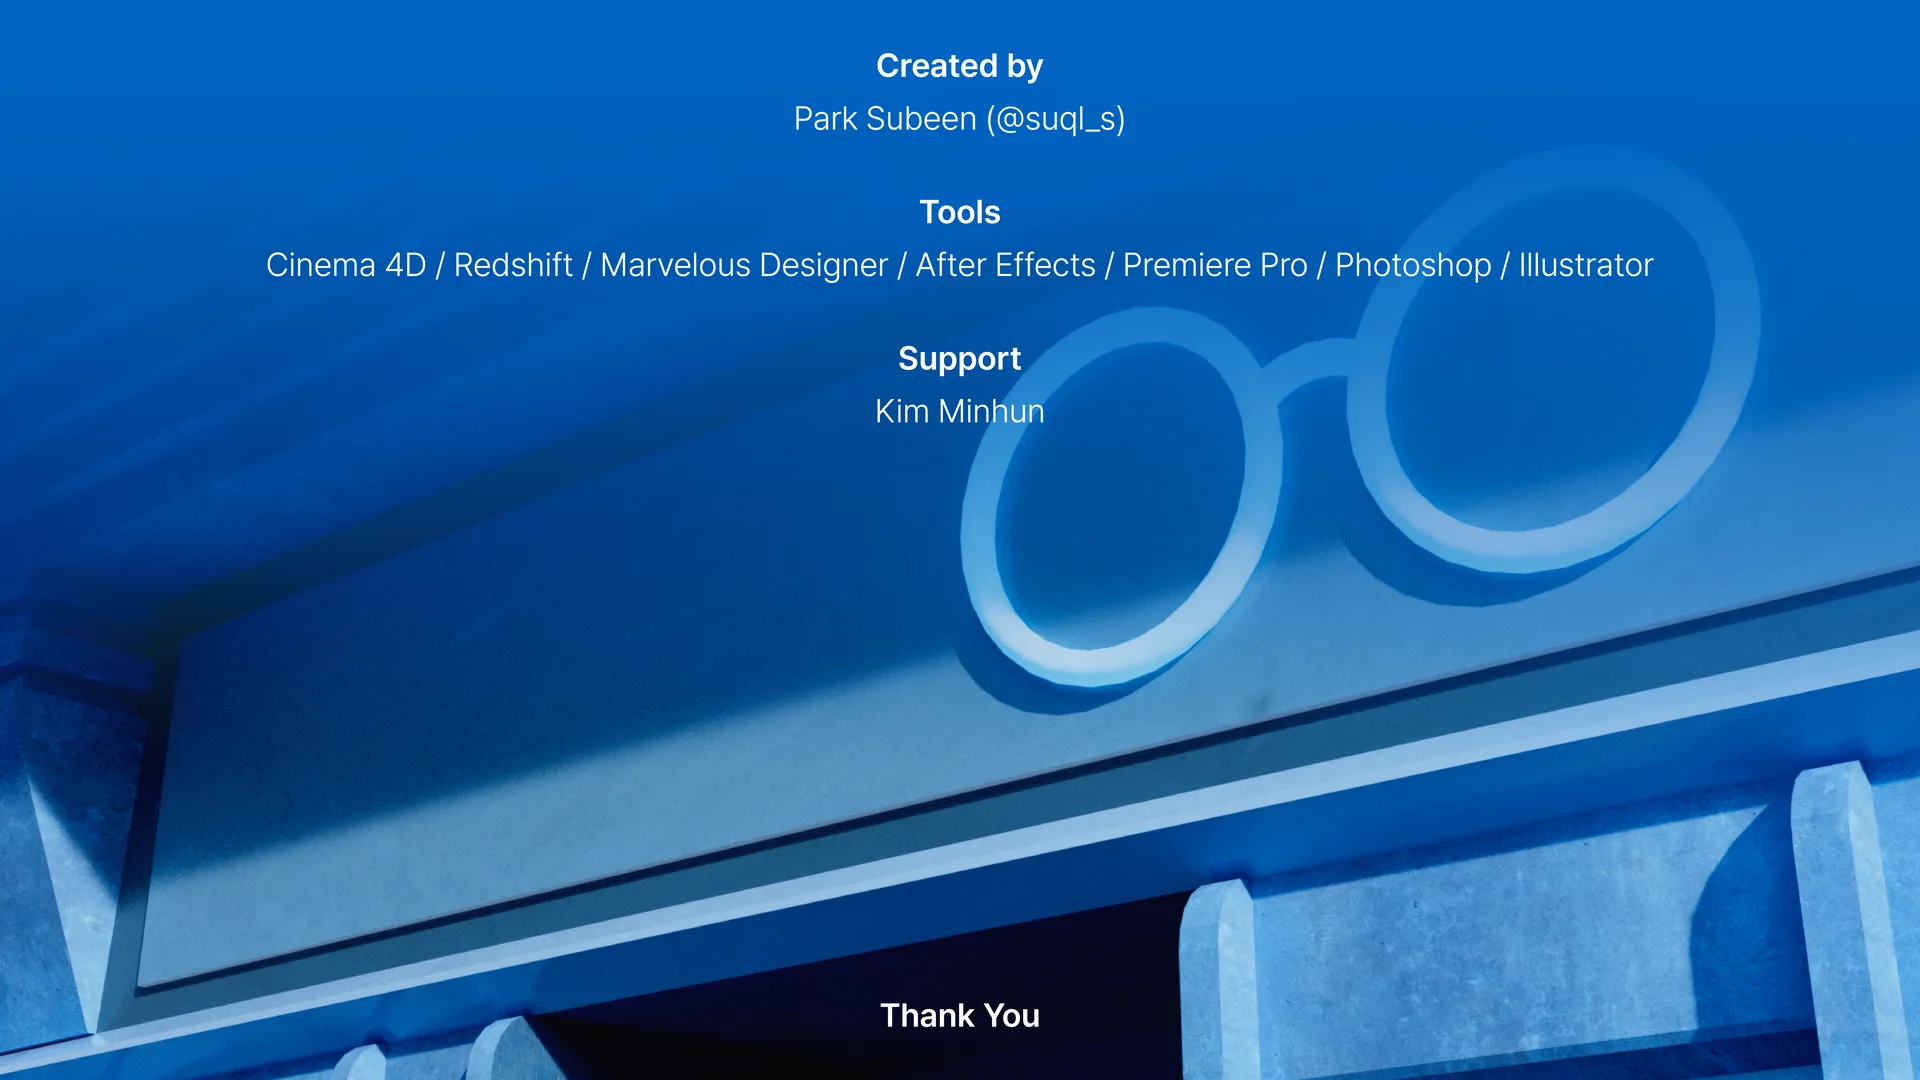 Created by
Park Subeen (@suql_s)
Tools
Cinema 4D / Redshift / Marvelous Designer / After Effects / Premiere Pro / Photoshop / Illustrator
Support
Kim Minhun
Thank You